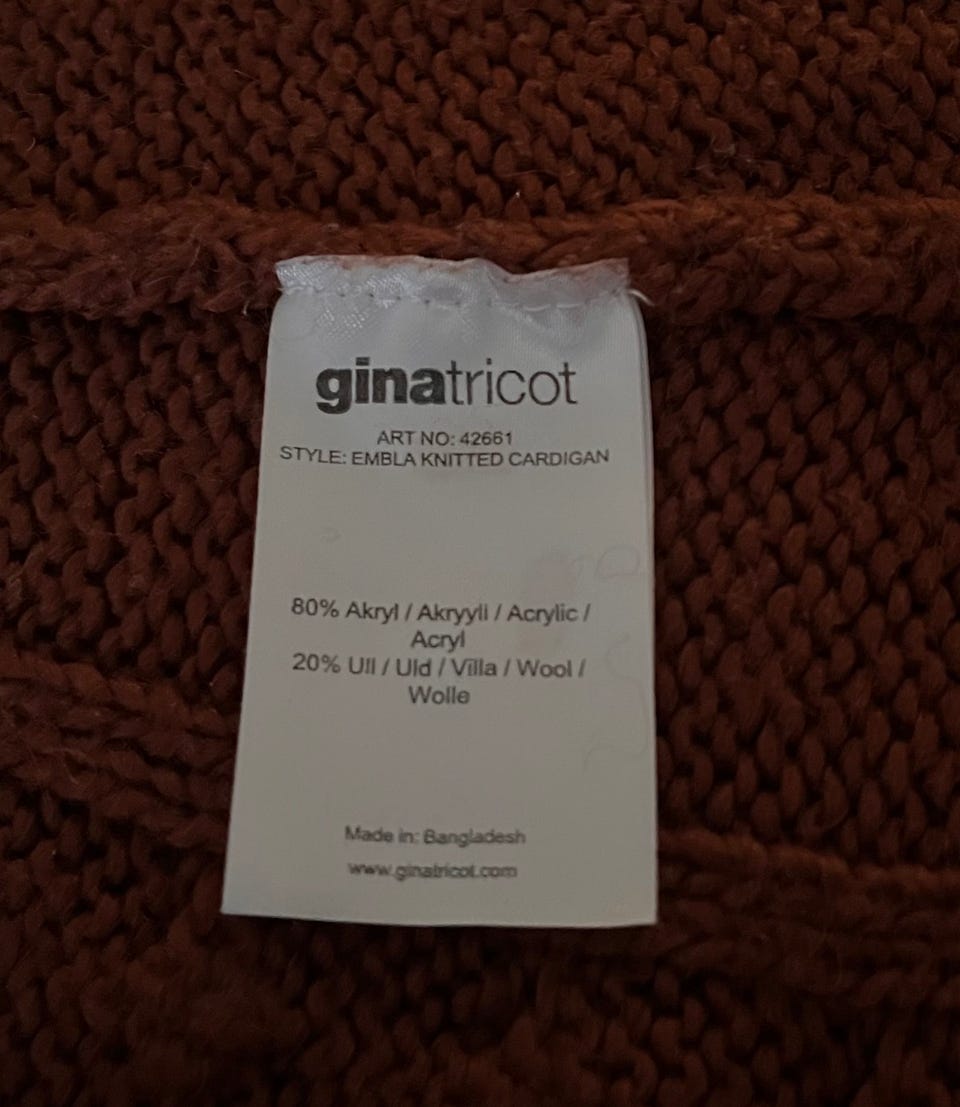 ginatricot
ART NO: 42661
STYLE: EMBLA KNITTED CARDIGAN
80% Akryl / Akryyli / Acrylic /
Acryl
20% Ull / Uld / Villa / Wool /
Wolle
Made in: Bangladesh
www.ginatricot.com